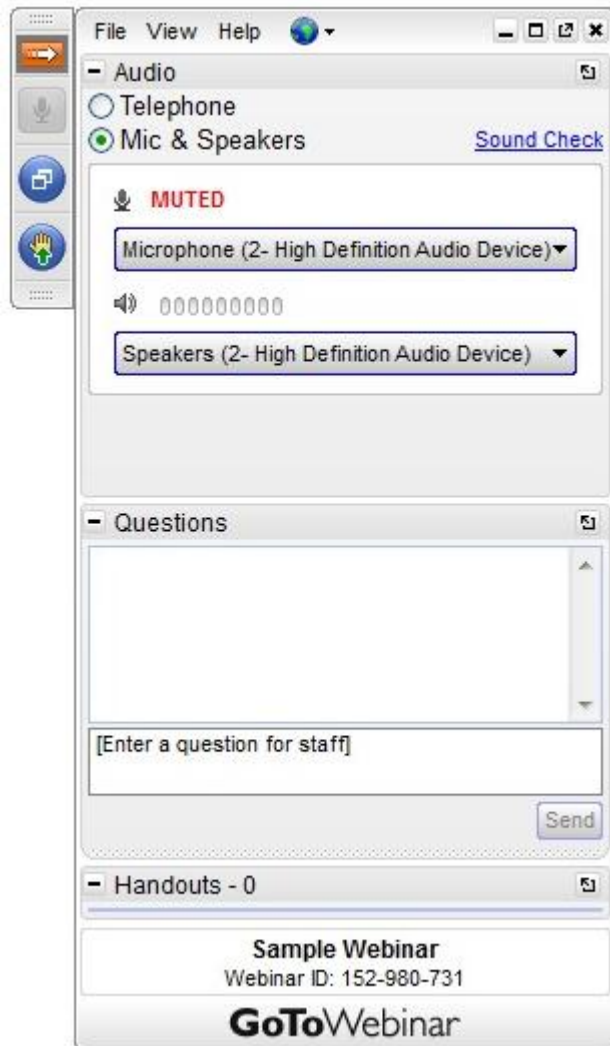 File View Help
- Audio
Telephone
Mic & Speakers Sound Check
MUTED
Microphone (2- High Definition Audio Device)
000000000
Speakers (2- High Definition Audio Device)
- Questions
[Enter a question for staff]
Send
- Handouts - 0
Sample Webinar
Webinar ID: 152-980-731
GoToWebinar